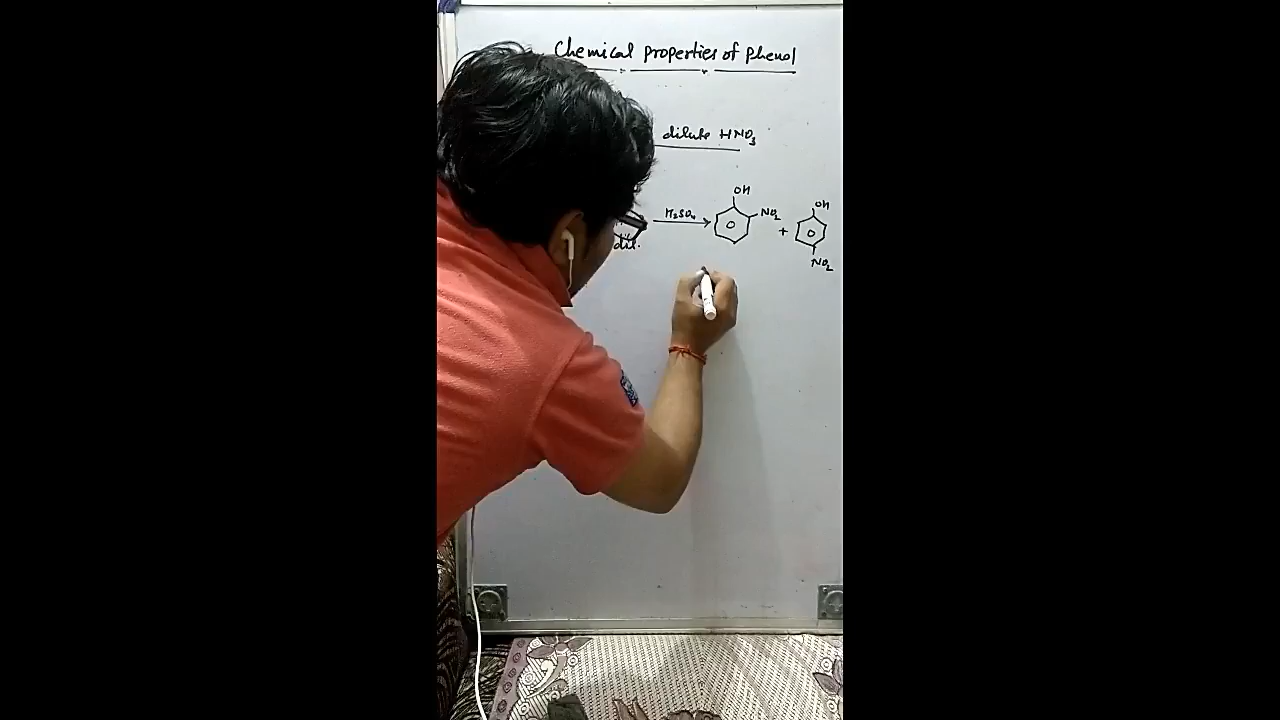 Chemical properties of phenol
dilute HNO3
H2SO4
OH
NO2
+
OH
NO2
dil.